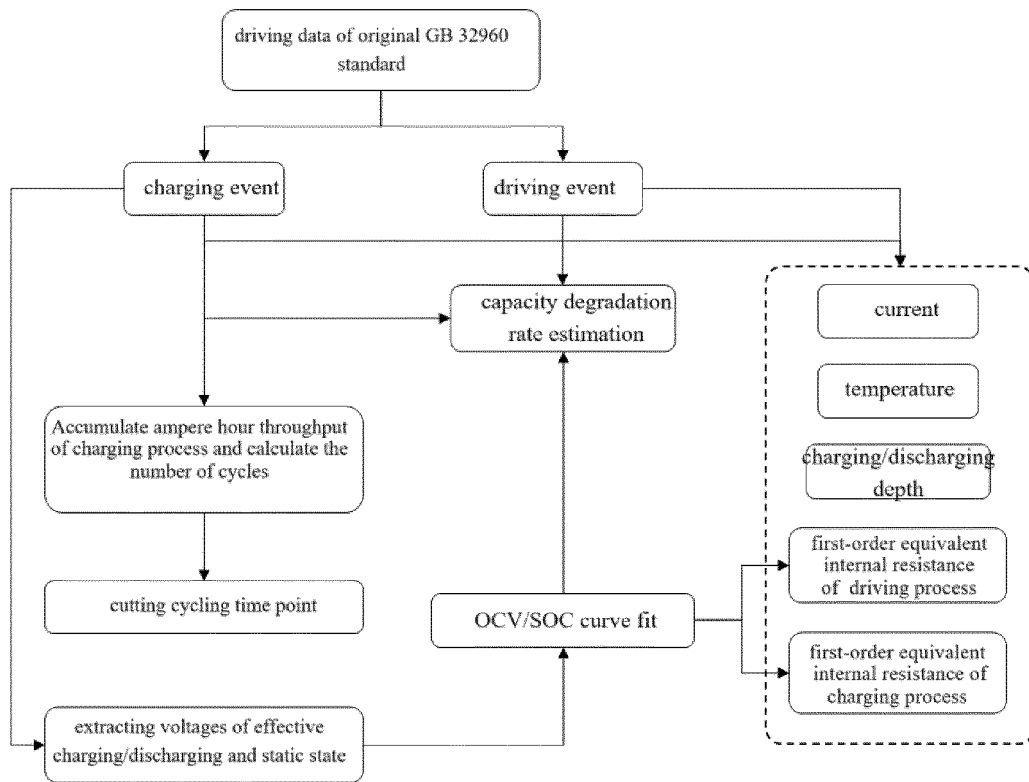 driving data of original GB 32960
standard
charging event
driving event
capacity degradation
rate estimation
current
temperature
charging/discharging
depth
Accumulate ampere hour throughput
of charging process and calculate the
number of cycles
first-order equivalent
internal resistance
of driving process
cutting cycling time point
OCV/SOC curve fit
first-order equivalent
internal resistance of
charging process
extracting voltages of effective
charging/discharging and static state